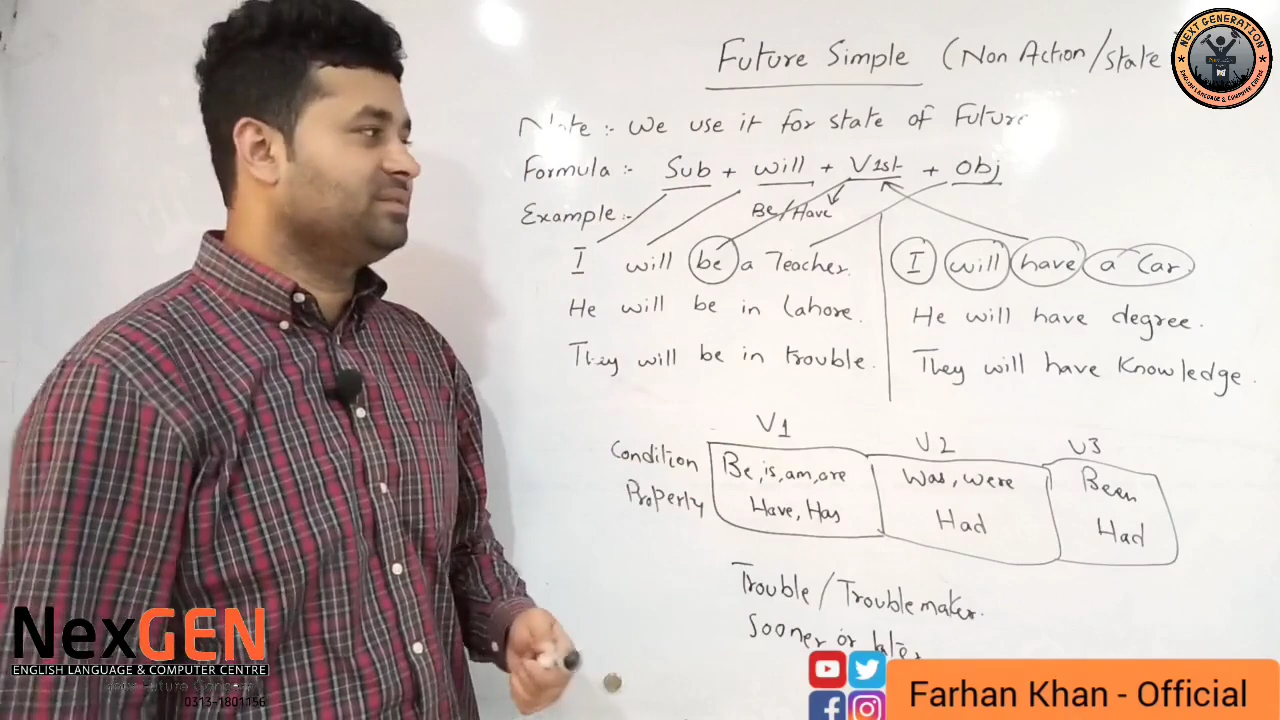 Future Simple (Non Action/state
Note :- We use it for state of Future
Formula :- Sub + will + V1st + Obj
Be/Have
Example :-
I will be a Teacher.
He will be in Lahore.
They will be in trouble.
I will have a Car.
He will have degree.
They will have Knowledge.
V1 V2 V3
Condition Be, is, am, are Was, were Been
Property Have, Has Had Had
Trouble / Trouble maker.
Sooner or later
NEXT GENERATION
ENGLISH LANGUAGE & COMPUTER CENTRE
NexGEN
ENGLISH LANGUAGE & COMPUTER CENTRE
0313-1801156
Farhan Khan - Official